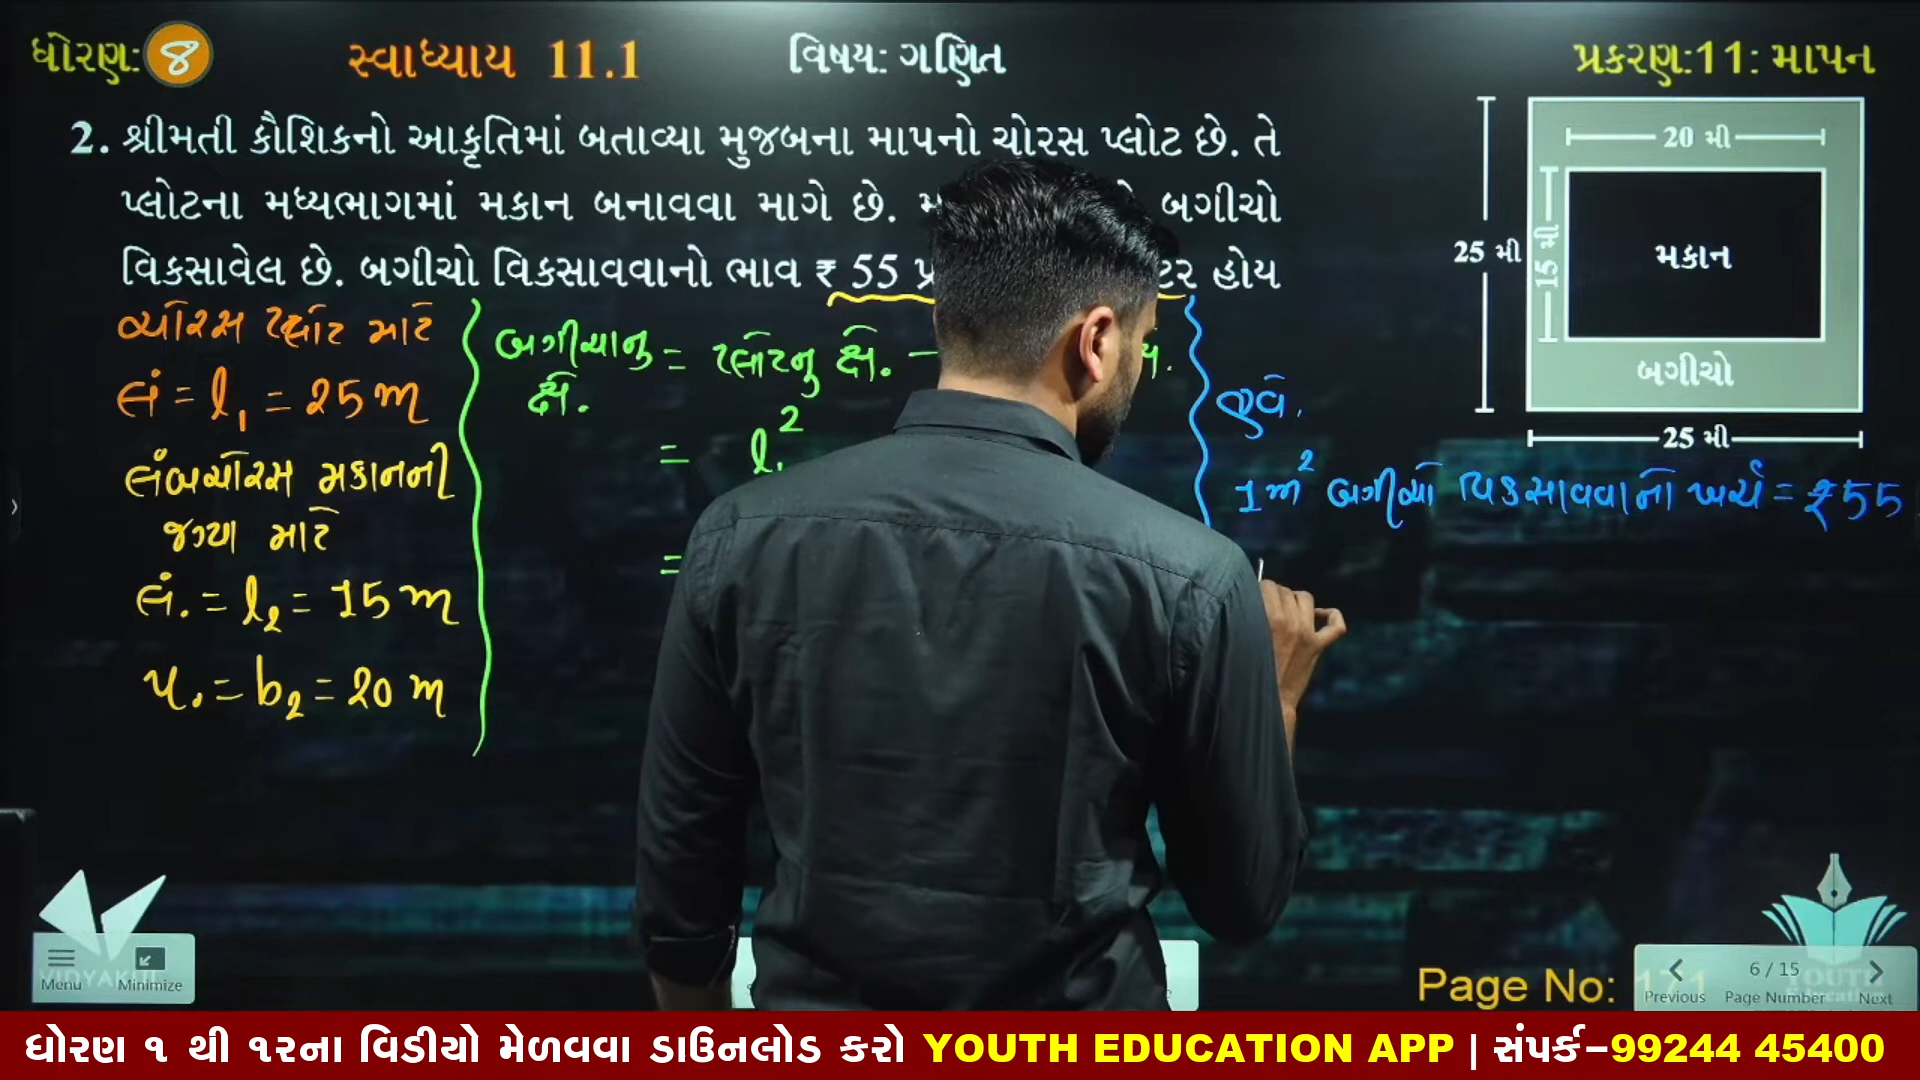 ધોરણ: 8
સ્વાધ્યાય 11.1
વિષય: ગણિત
પ્રકરણ:11: માપન
2. શ્રીમતી કૌશિકનો આકૃતિમાં બતાવ્યા મુજબના માપનો ચોરસ પ્લોટ છે. તે
પ્લોટના મધ્યભાગમાં મકાન બનાવવા માગે છે. બગીચો
વિકસાવેલ છે. બગીચો વિકસાવવાનો ભાવ ₹ 55 હોય
20 મી
25 મી
15 મી
મકાન
બગીચો
25 મી
ચોરસ પ્લોટ માટે
લં = l₁ = 25 m
લંબચોરસ મકાનની
જગ્યા માટે
લં. = l₂ = 15 m
પ. = b₂ = 20 m
બગીચાનુ = પ્લોટનુ ક્ષે. –
ક્ષે.
= l₁²
=
હવે,
1 m² બગીચો વિકસાવવાનો ખર્ચ = ₹ 55
VIDYAKUL
Menu Minimize
Page No: 171
6 / 15
Previous Page Number Next
ધોરણ ૧ થી ૧૨ના વિડીયો મેળવવા ડાઉનલોડ કરો YOUTH EDUCATION APP | સંપર્ક–99244 45400